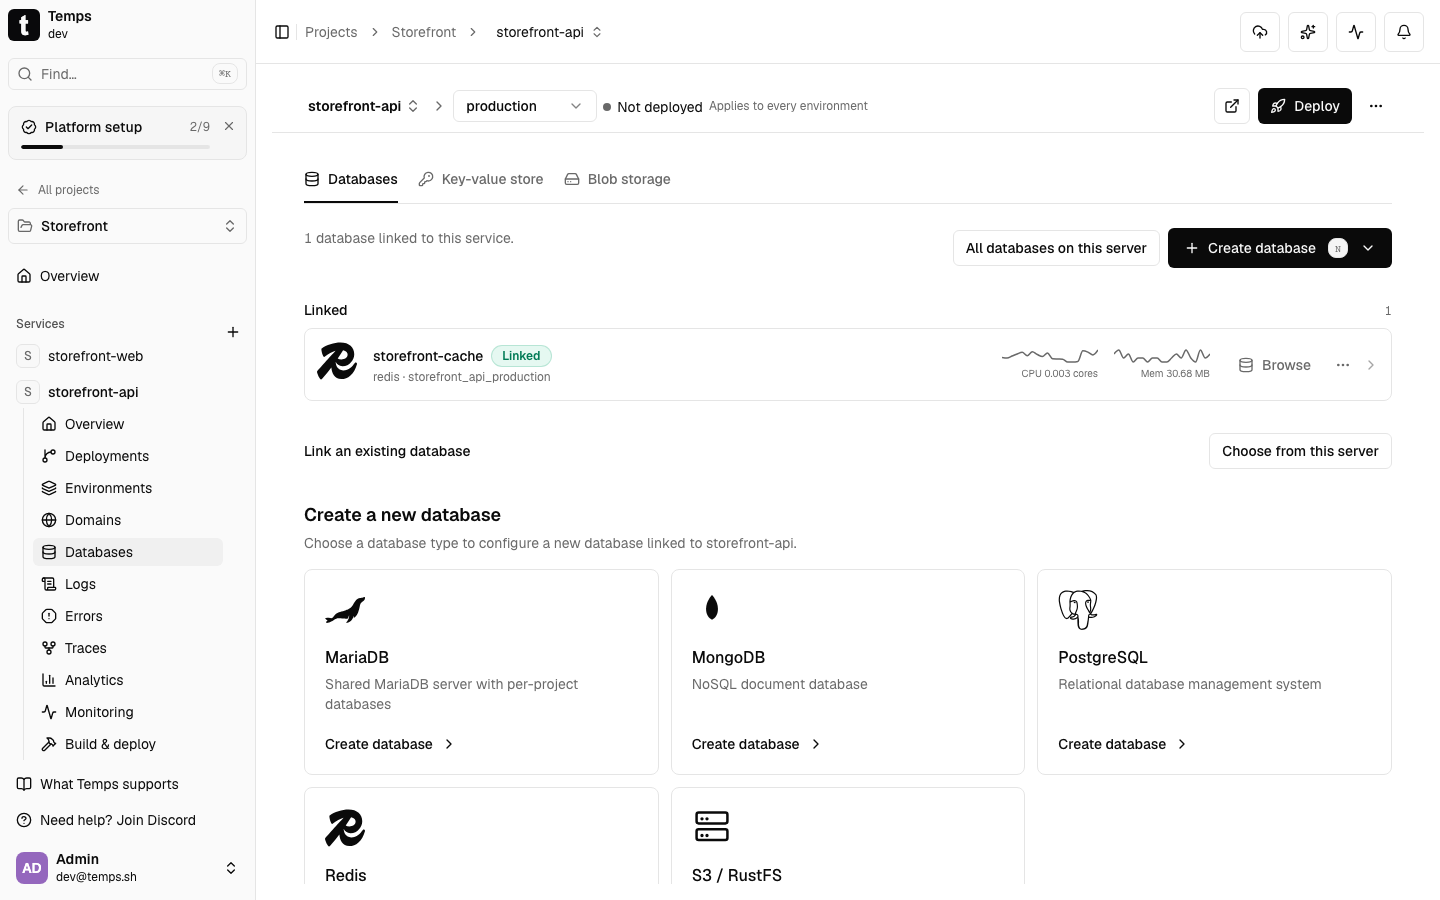 Temps
dev
Find...
⌘K
Platform setup
2/9
All projects
Storefront
Overview
Services
S
storefront-web
S
storefront-api
Overview
Deployments
Environments
Domains
Databases
Logs
Errors
Traces
Analytics
Monitoring
Build & deploy
What Temps supports
Need help? Join Discord
AD
Admin
dev@temps.sh
Projects
Storefront
storefront-api
storefront-api
production
Not deployed
Applies to every environment
Deploy
Databases
Key-value store
Blob storage
1 database linked to this service.
All databases on this server
Create database
N
Linked
1
storefront-cache
Linked
redis · storefront_api_production
CPU 0.003 cores
Mem 30.68 MB
Browse
Link an existing database
Choose from this server
Create a new database
Choose a database type to configure a new database linked to storefront-api.
MariaDB
Shared MariaDB server with per-project
databases
Create database
MongoDB
NoSQL document database
Create database
PostgreSQL
Relational database management system
Create database
Redis
S3 / RustFS